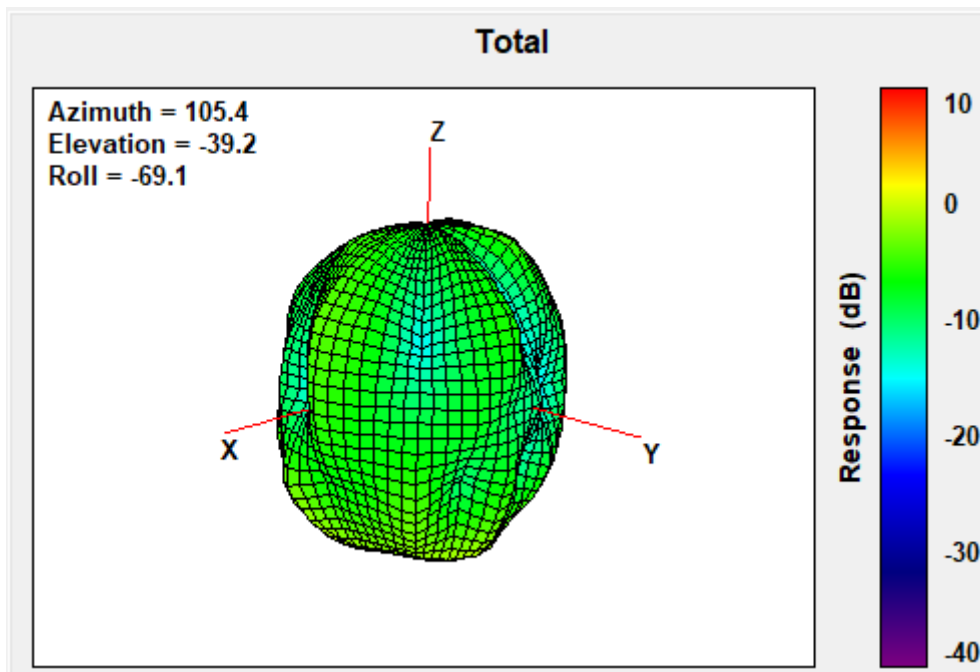 Total
Azimuth = 105.4
Elevation = -39.2
Roll = -69.1
Z
X
Y
10
0
-10
-20
-30
-40
Response (dB)